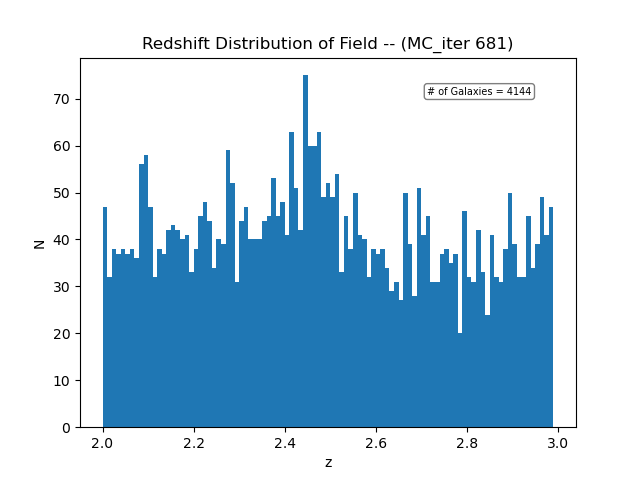 Redshift Distribution of Field -- (MC_iter 681)
# of Galaxies = 4144
70
60
50
40
30
20
10
0
N
2.0 2.2 2.4 2.6 2.8 3.0
z